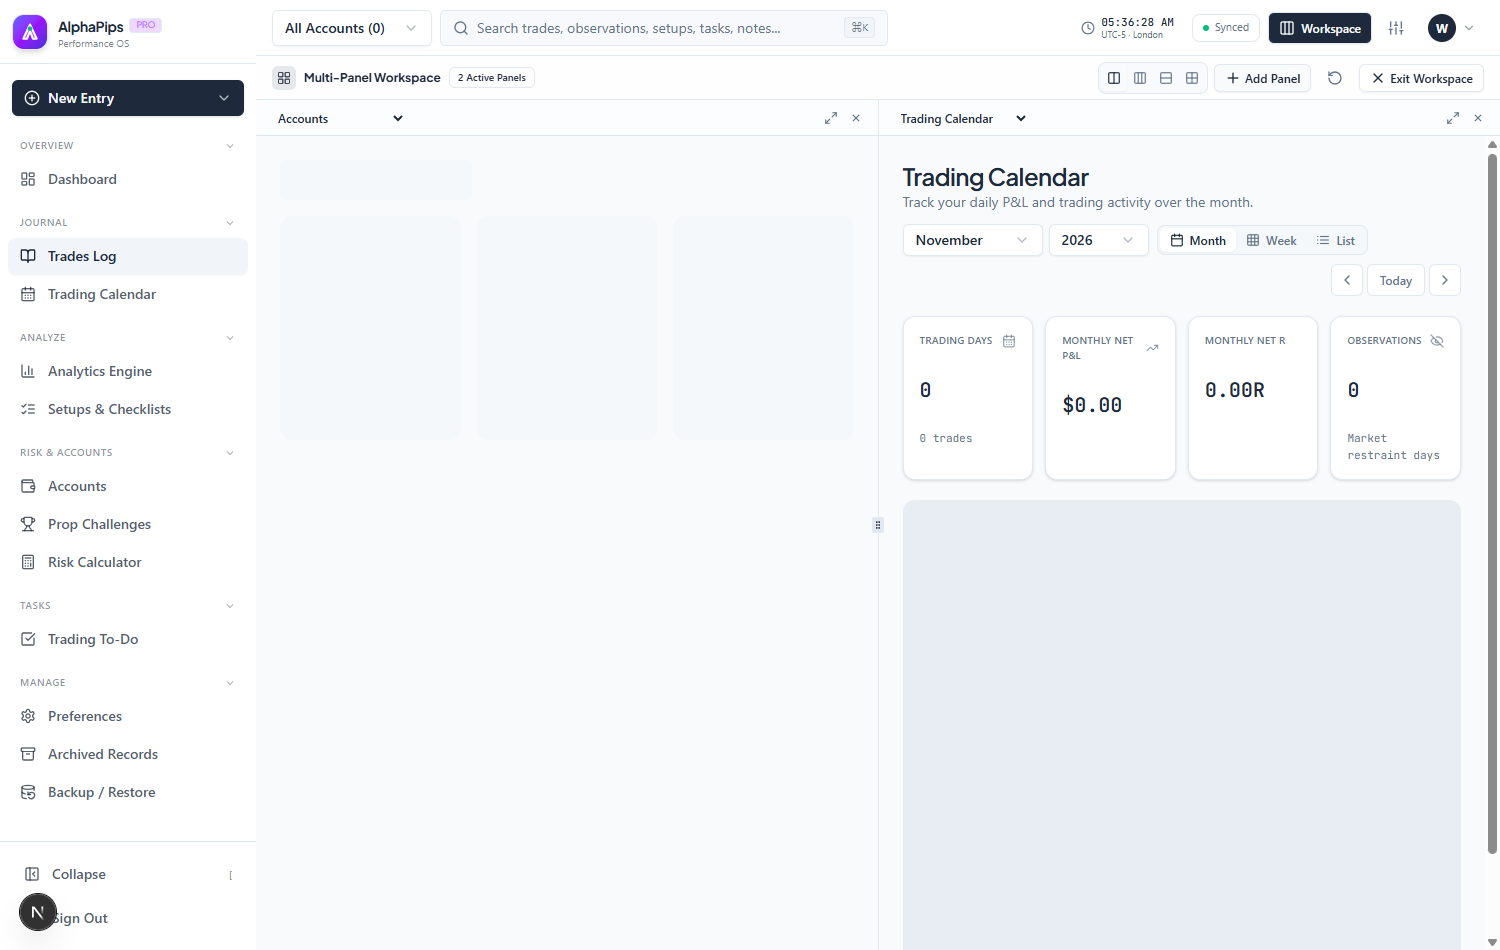 AlphaPips PRO
Performance OS
All Accounts (0)
Search trades, observations, setups, tasks, notes...
⌘K
05:36:28 AM
UTC-5 · London
Synced
Workspace
W
New Entry
Multi-Panel Workspace
2 Active Panels
Add Panel
Exit Workspace
OVERVIEW
Dashboard
JOURNAL
Trades Log
Trading Calendar
ANALYZE
Analytics Engine
Setups & Checklists
RISK & ACCOUNTS
Accounts
Prop Challenges
Risk Calculator
TASKS
Trading To-Do
MANAGE
Preferences
Archived Records
Backup / Restore
Collapse [
N
Sign Out
Accounts
Trading Calendar
Trading Calendar
Track your daily P&L and trading activity over the month.
November
2026
Month
Week
List
Today
TRADING DAYS
0
0 trades
MONTHLY NET
P&L
$0.00
MONTHLY NET R
0.00R
OBSERVATIONS
0
Market
restraint days